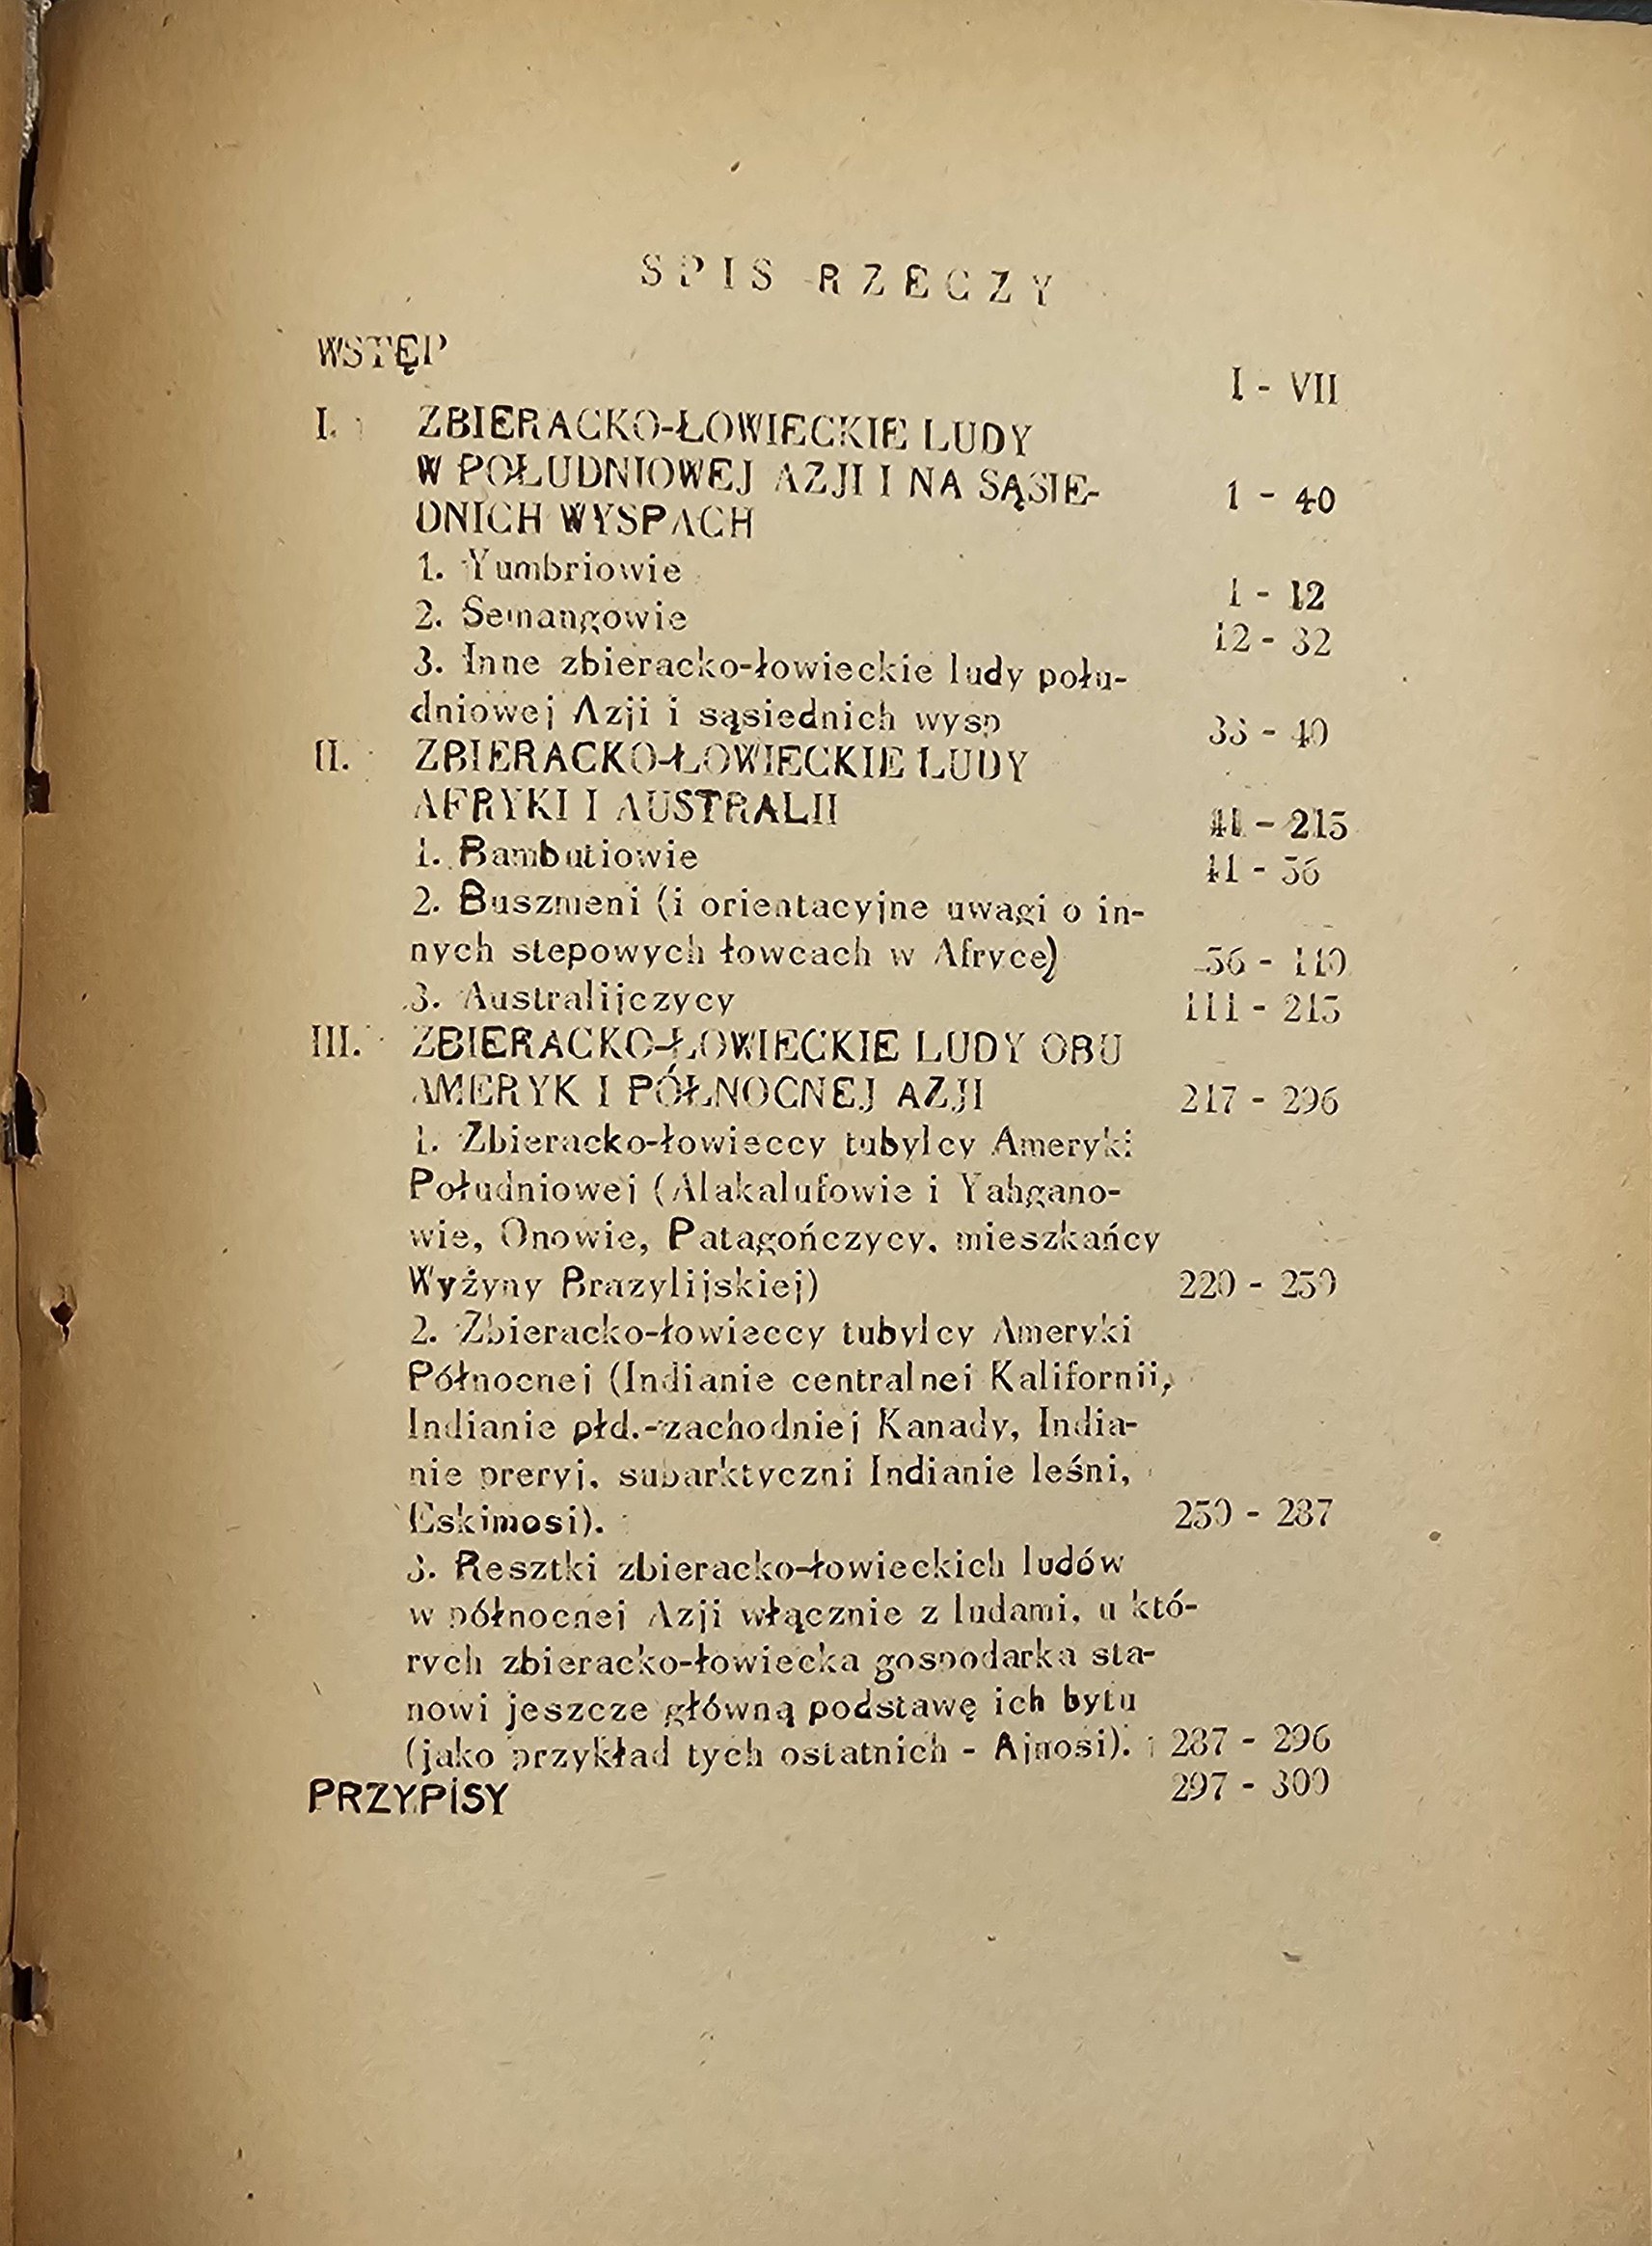 SPIS RZECZY
WSTĘP
I - VII
I. ZBIERACKO-ŁOWIECKIE LUDY
W POŁUDNIOWEJ AZJI I NA SĄSIE-
DNICH WYSPACH 1 - 40
1. Yumbriowie 1 - 12
2. Semangowie 12 - 32
3. Inne zbieracko-łowieckie ludy połu-
dniowej Azji i sąsiednich wysp 33 - 40
II. ZBIERACKO-ŁOWIECKIE LUDY
AFRYKI I AUSTRALII 41 - 215
1. Bambutiowie 41 - 56
2. Buszmeni (i orientacyjne uwagi o in-
nych stepowych łowcach w Afryce) 56 - 110
3. Australijczycy 111 - 215
III. ZBIERACKO-ŁOWIECKIE LUDY OBU
AMERYK I PÓŁNOCNEJ AZJI 217 - 296
1. Zbieracko-łowieccy tubylcy Ameryki
Południowej (Alakalufowie i Yahgano-
wie, Onowie, Patagończycy, mieszkańcy
Wyżyny Brazylijskiej) 220 - 250
2. Zbieracko-łowieccy tubylcy Ameryki
Północnej (Indianie centralnej Kalifornii,
Indianie płd.-zachodniej Kanady, India-
nie preryj, subarktyczni Indianie leśni,
Eskimosi). 250 - 287
3. Resztki zbieracko-łowieckich ludów
w północnej Azji włącznie z ludami, u któ-
rych zbieracko-łowiecka gospodarka sta-
nowi jeszcze główną podstawę ich bytu
(jako przykład tych ostatnich - Ajnosi). 287 - 296
PRZYPISY 297 - 300